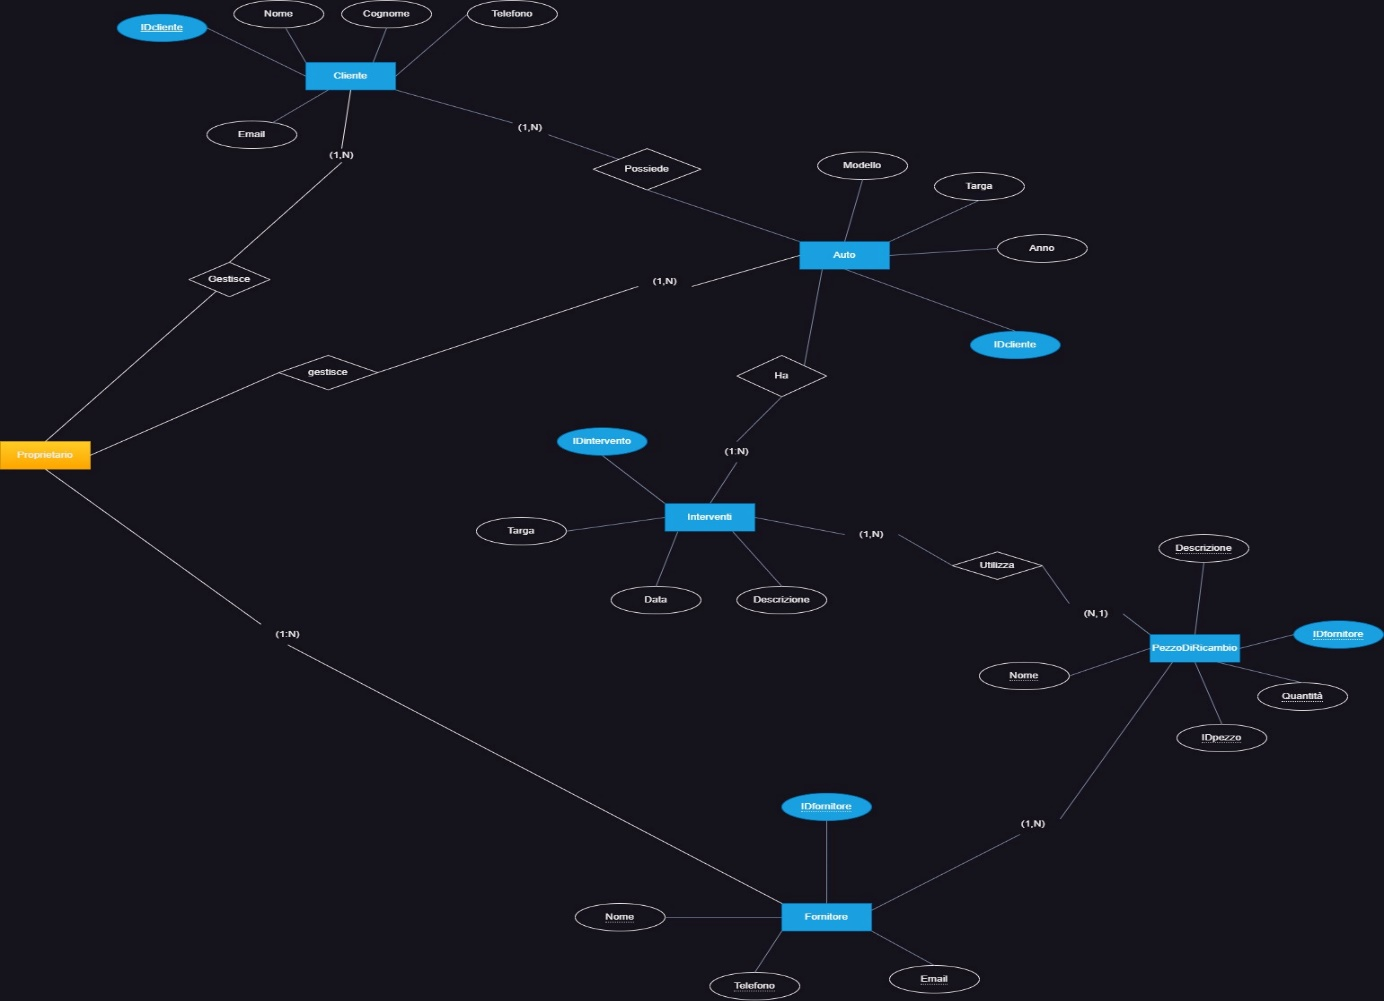 Nome
Cognome
Telefono
IDcliente
Cliente
Email
(1,N)
(1,N)
Possiede
Modello
Targa
Anno
Auto
Gestisce
(1,N)
IDcliente
gestisce
Ha
IDintervento
(1:N)
Proprietario
Interventi
Targa
(1,N)
Descrizione
Utilizza
Data
Descrizione
(N,1)
(1:N)
IDfornitore
PezzoDiRicambio
Nome
Quantità
IDpezzo
IDfornitore
(1,N)
Nome
Fornitore
Telefono
Email